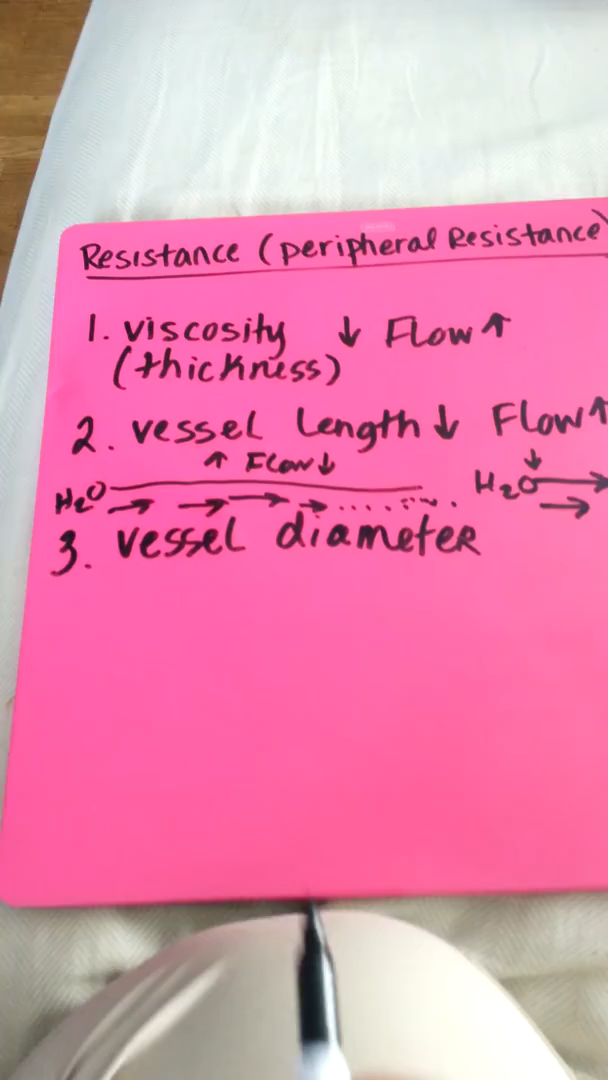 Resistance (peripheral Resistance)
1. viscosity ↓ Flow ↑
(thickness)
2. vessel length ↓ Flow ↑
↑ Flow ↓
H₂O → → → → ↓ H₂O → →
3. vessel diameter